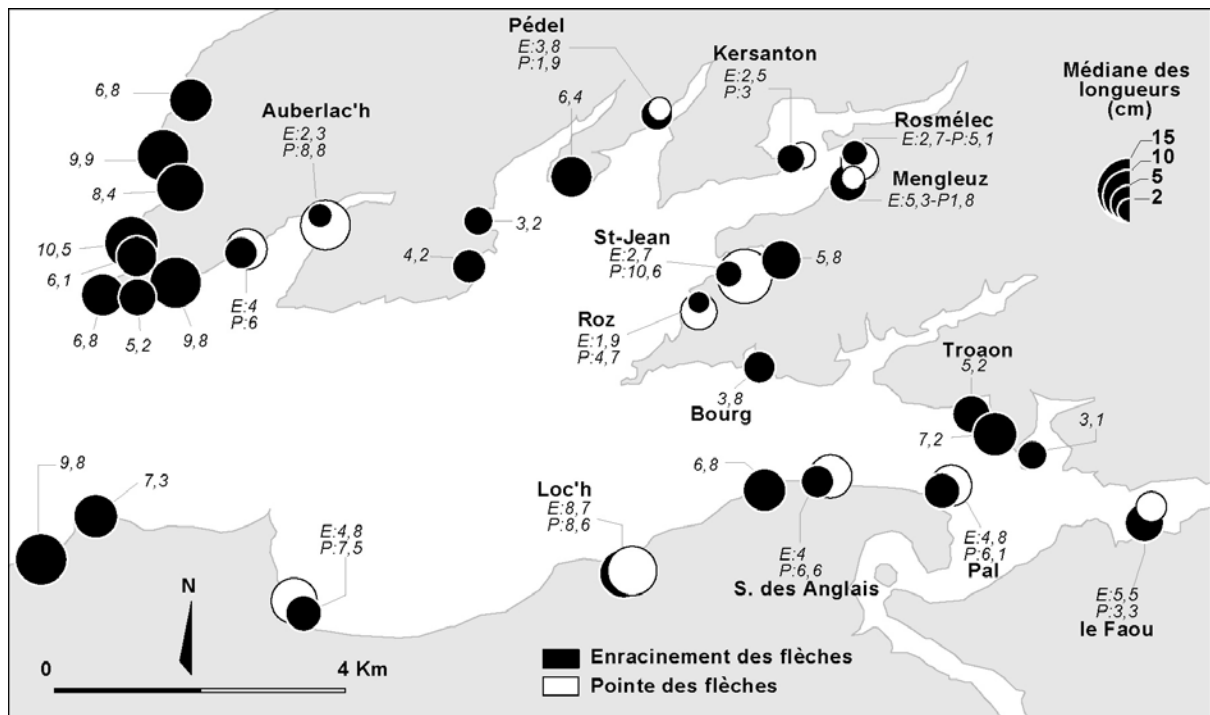 Pédel
E:3,8
P:1,9
Kersanton
E:2,5
P:3
Médiane des
longueurs
(cm)
15
10
5
2
6,8
Auberlac'h
E:2,3
P:8,8
6,4
Rosmélec
E:2,7-P:5,1
9,9
8,4
Mengleuz
E:5,3-P1,8
3,2
St-Jean
E:2,7
P:10,6
10,5
6,1
4,2
5,8
E:4
P:6
6,8
5,2
9,8
Roz
E:1,9
P:4,7
Troaon
5,2
3,8
Bourg
7,2
3,1
9,8
7,3
6,8
Loc'h
E:8,7
P:8,6
E:4,8
P:7,5
E:4
P:6,6
S. des Anglais
E:4,8
P:6,1
Pal
E:5,5
P:3,3
le Faou
N
0
4 Km
Enracinement des flèches
Pointe des flèches